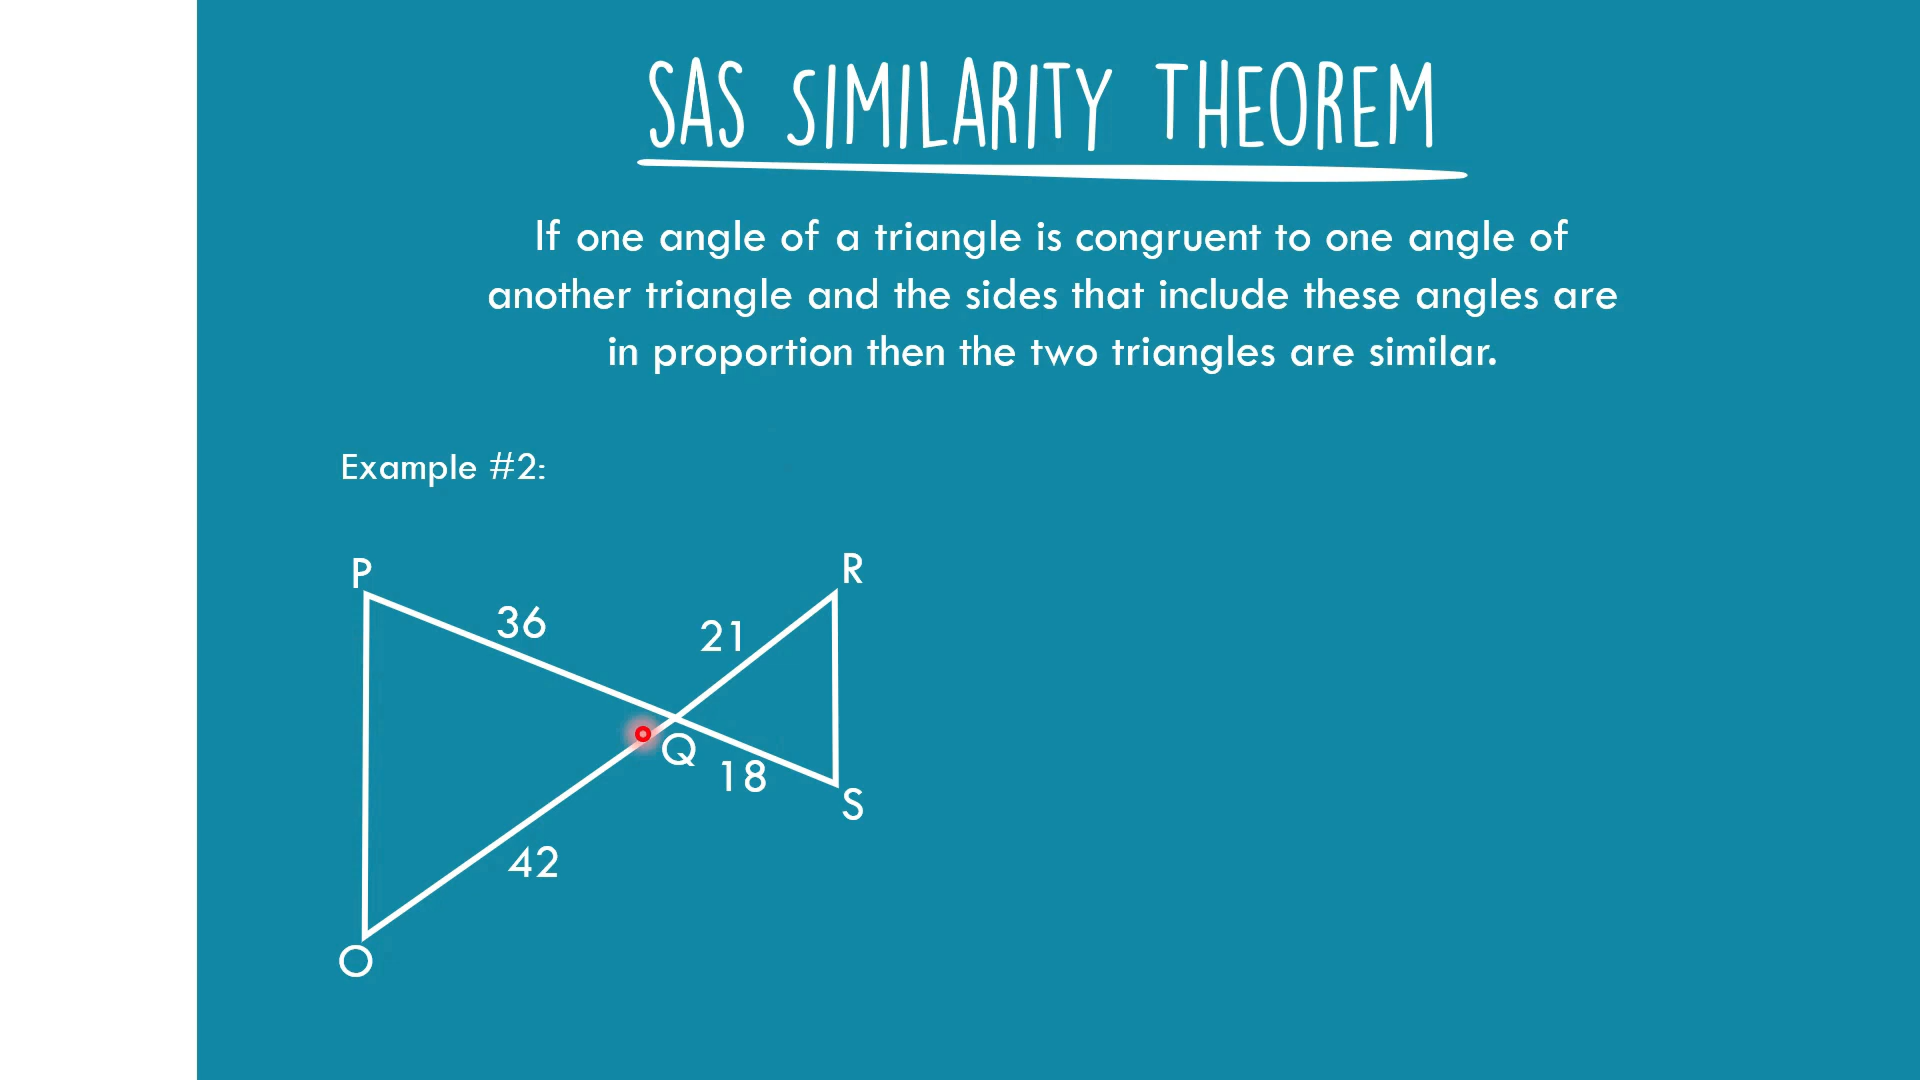 SAS SIMILARITY THEOREM
If one angle of a triangle is congruent to one angle of
another triangle and the sides that include these angles are
in proportion then the two triangles are similar.
Example #2:
P
R
36
21
Q
18
S
42
O